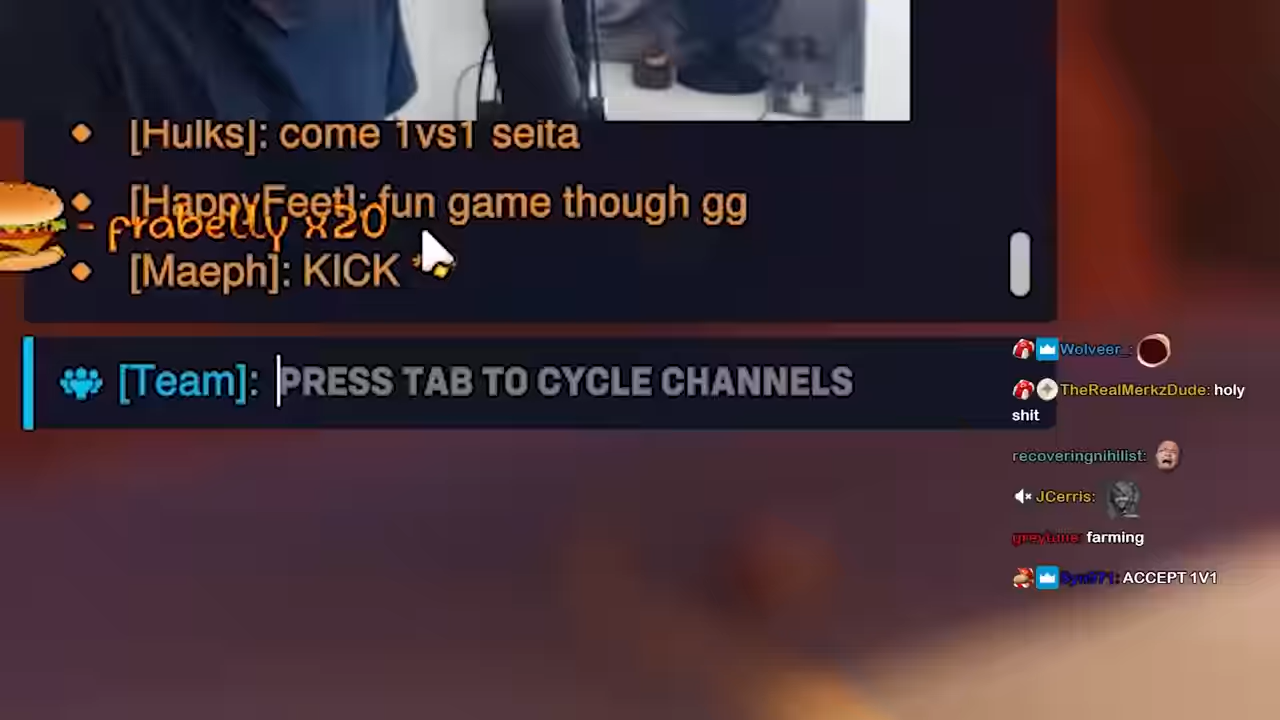 [Hulks]: come 1vs1 seita
[HappyFeet]: fun game though gg
- frabelly x20
[Maeph]: KICK
[Team]: PRESS TAB TO CYCLE CHANNELS
Wolveer_:
TheRealMerkzDude: holy
shit
recoveringnihilist:
JCerris:
greytune: farming
ACCEPT 1V1